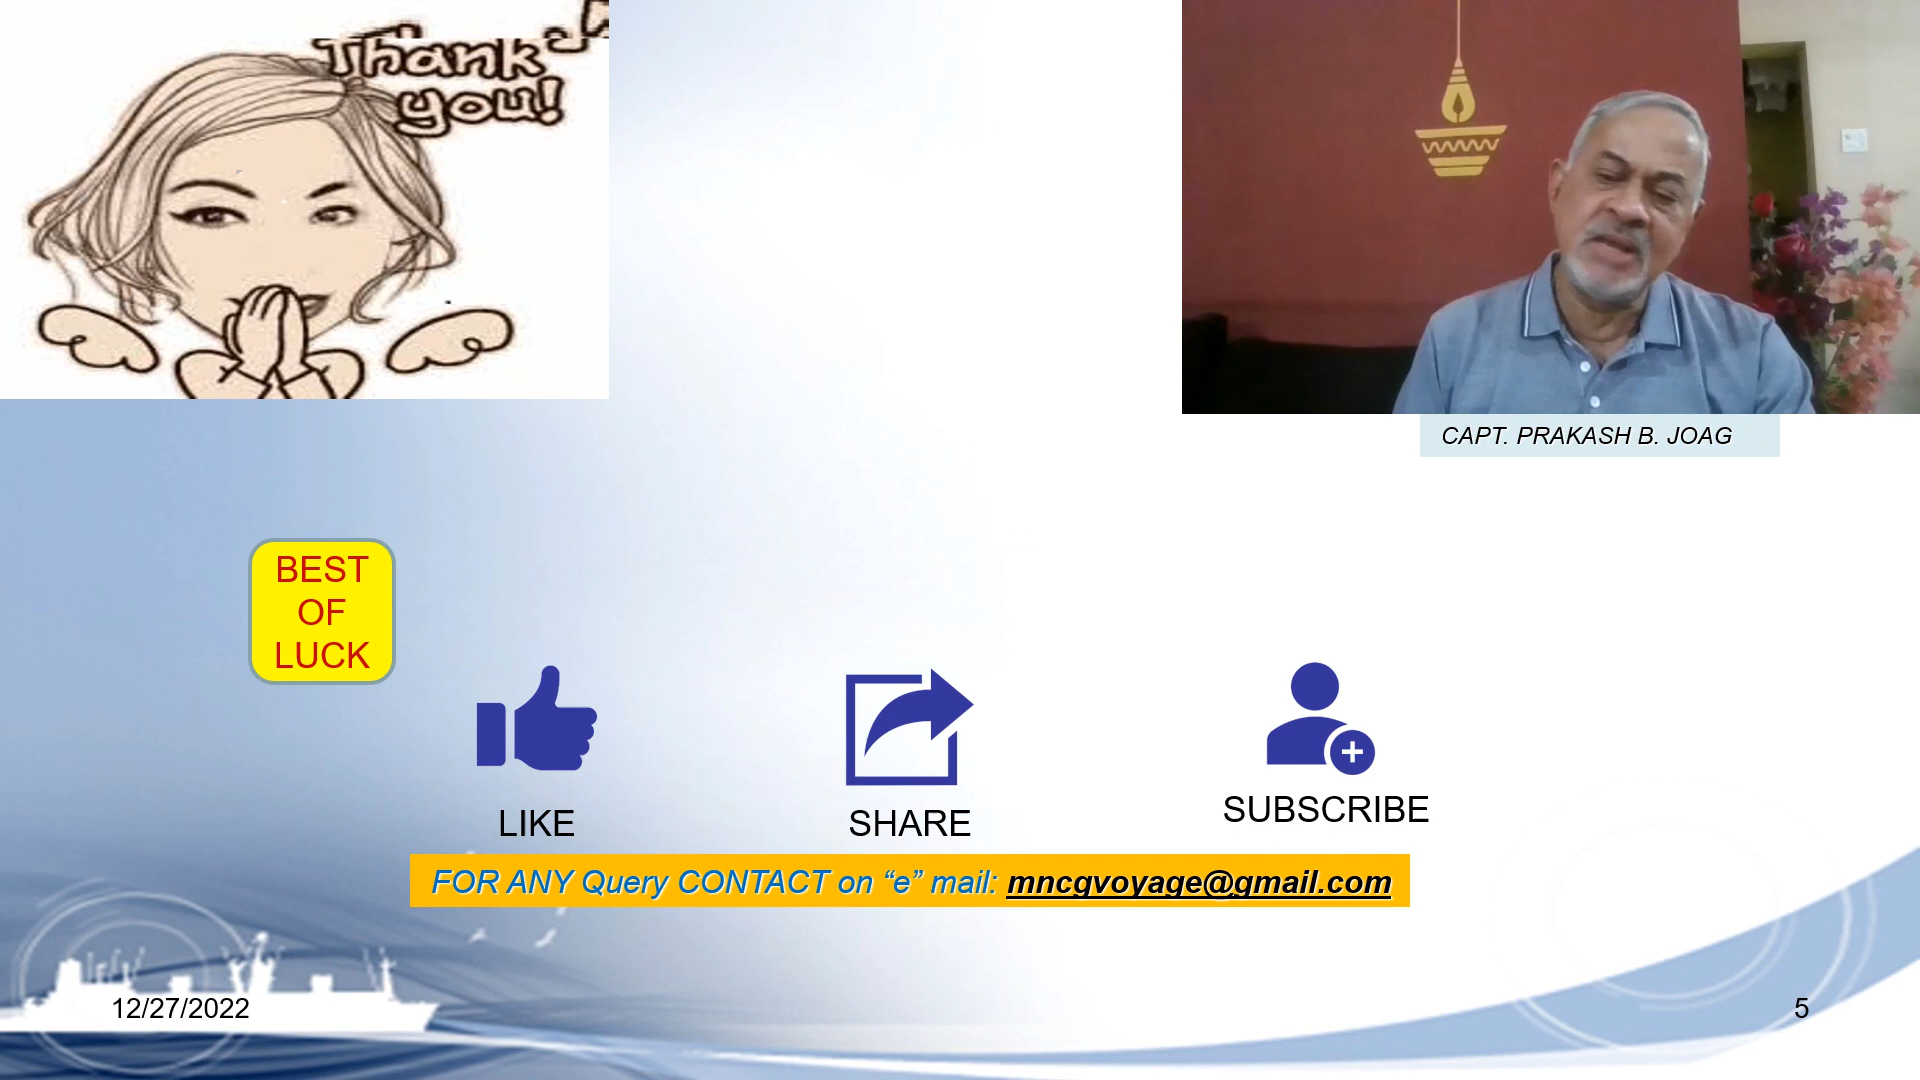 Thank
you!
CAPT. PRAKASH B. JOAG
BEST
OF
LUCK
LIKE
SHARE
SUBSCRIBE
FOR ANY Query CONTACT on “e” mail: mncgvoyage@gmail.com
12/27/2022
5